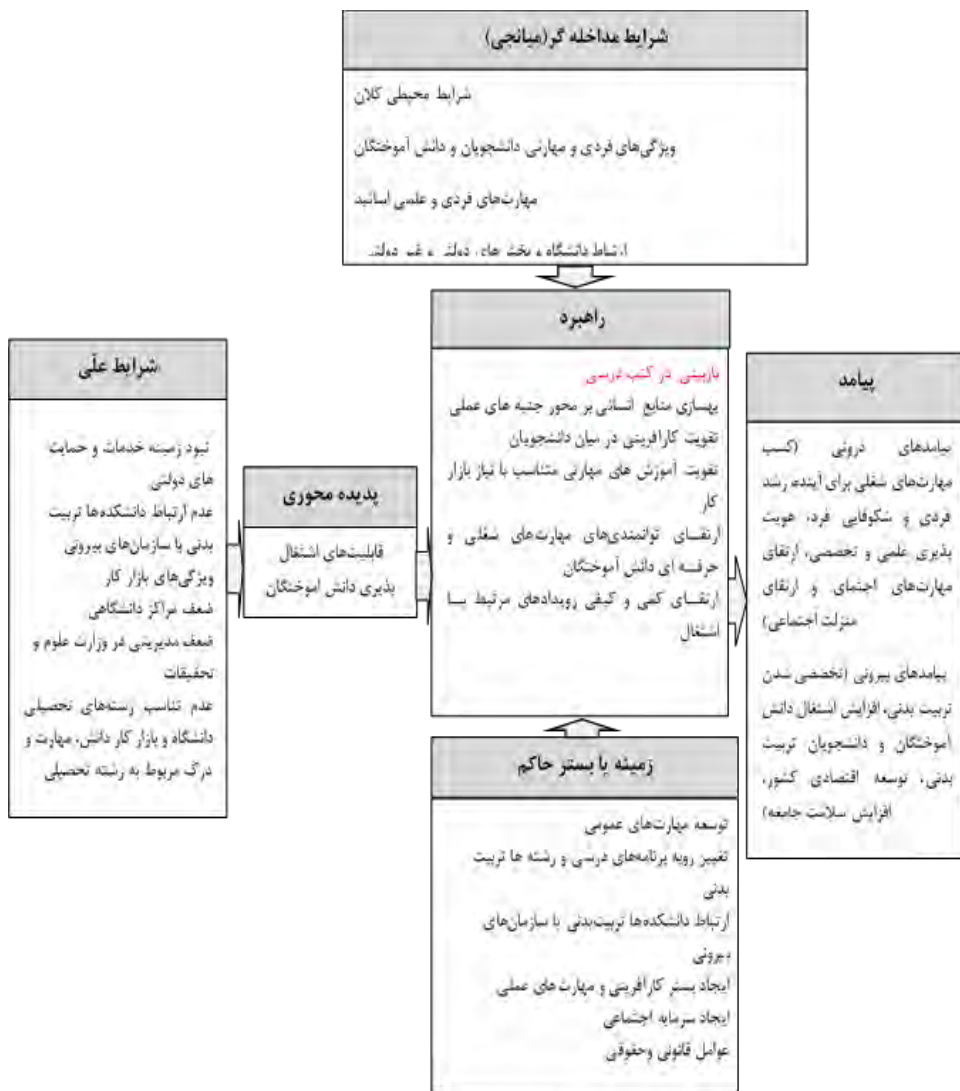 شرایط مداخله گر(میانجی)
شرایط محیطی کلان
ویژگی‌های فردی و مهارتی دانشجویان و دانش آموختگان
مهارت‌های فردی و علمی اساتید
ارتباط دانشگاه و بخش های دولتی و غیر دولتی
شرایط علّی
نبود زمینه خدمات و حمایت
های دولتی
عدم ارتباط دانشکده‌ها تربیت
بدنی با سازمان‌های بیرونی
ویژگی‌های بازار کار
ضعف مراکز دانشگاهی
ضعف مدیریتی در وزارت علوم و
تحقیقات
عدم تناسب رشته‌های تحصیلی
دانشگاه و بازار کار دانش، مهارت و
درک مربوط به رشته تحصیلی
پدیده محوری
قابلیت‌های اشتغال
پذیری دانش اموختگان
راهبرد
بازبینی در کتب درسی
بهسازی منابع انسانی بر محور جنبه های عملی
تقویت کارآفرینی در میان دانشجویان
تقویت آموزش های مهارتی متناسب با نیاز بازار
کار
ارتقای توانمندی‌های مهارت‌های شغلی و
حرفه ای دانش آموختگان
ارتقای کمی و کیفی رویدادهای مرتبط با
اشتغال
پیامد
پیامدهای درونی (کسب
مهارت‌های شغلی برای آینده، رشد
فردی و شکوفایی فرد، هویت
پذیری علمی و تخصصی، ارتقای
مهارت‌های اجتمای و ارتقای
منزلت اجتماعی)
پیامدهای بیرونی (تخصصی شدن
تربیت بدنی، افزایش اشتغال دانش
آموختگان و دانشجویان تربیت
بدنی، توسعه اقتصادی کشور،
افزایش سلامت جامعه)
زمینه یا بستر حاکم
توسعه مهارت‌های عمومی
تغییر رویه برنامه‌های درسی و رشته ها تربیت
بدنی
ارتباط دانشکده‌ها تربیت‌بدنی با سازمان‌های
بیرونی
ایجاد بستر کارآفرینی و مهارت‌های عملی
ایجاد سرمایه اجتماعی
عوامل قانونی وحقوقی